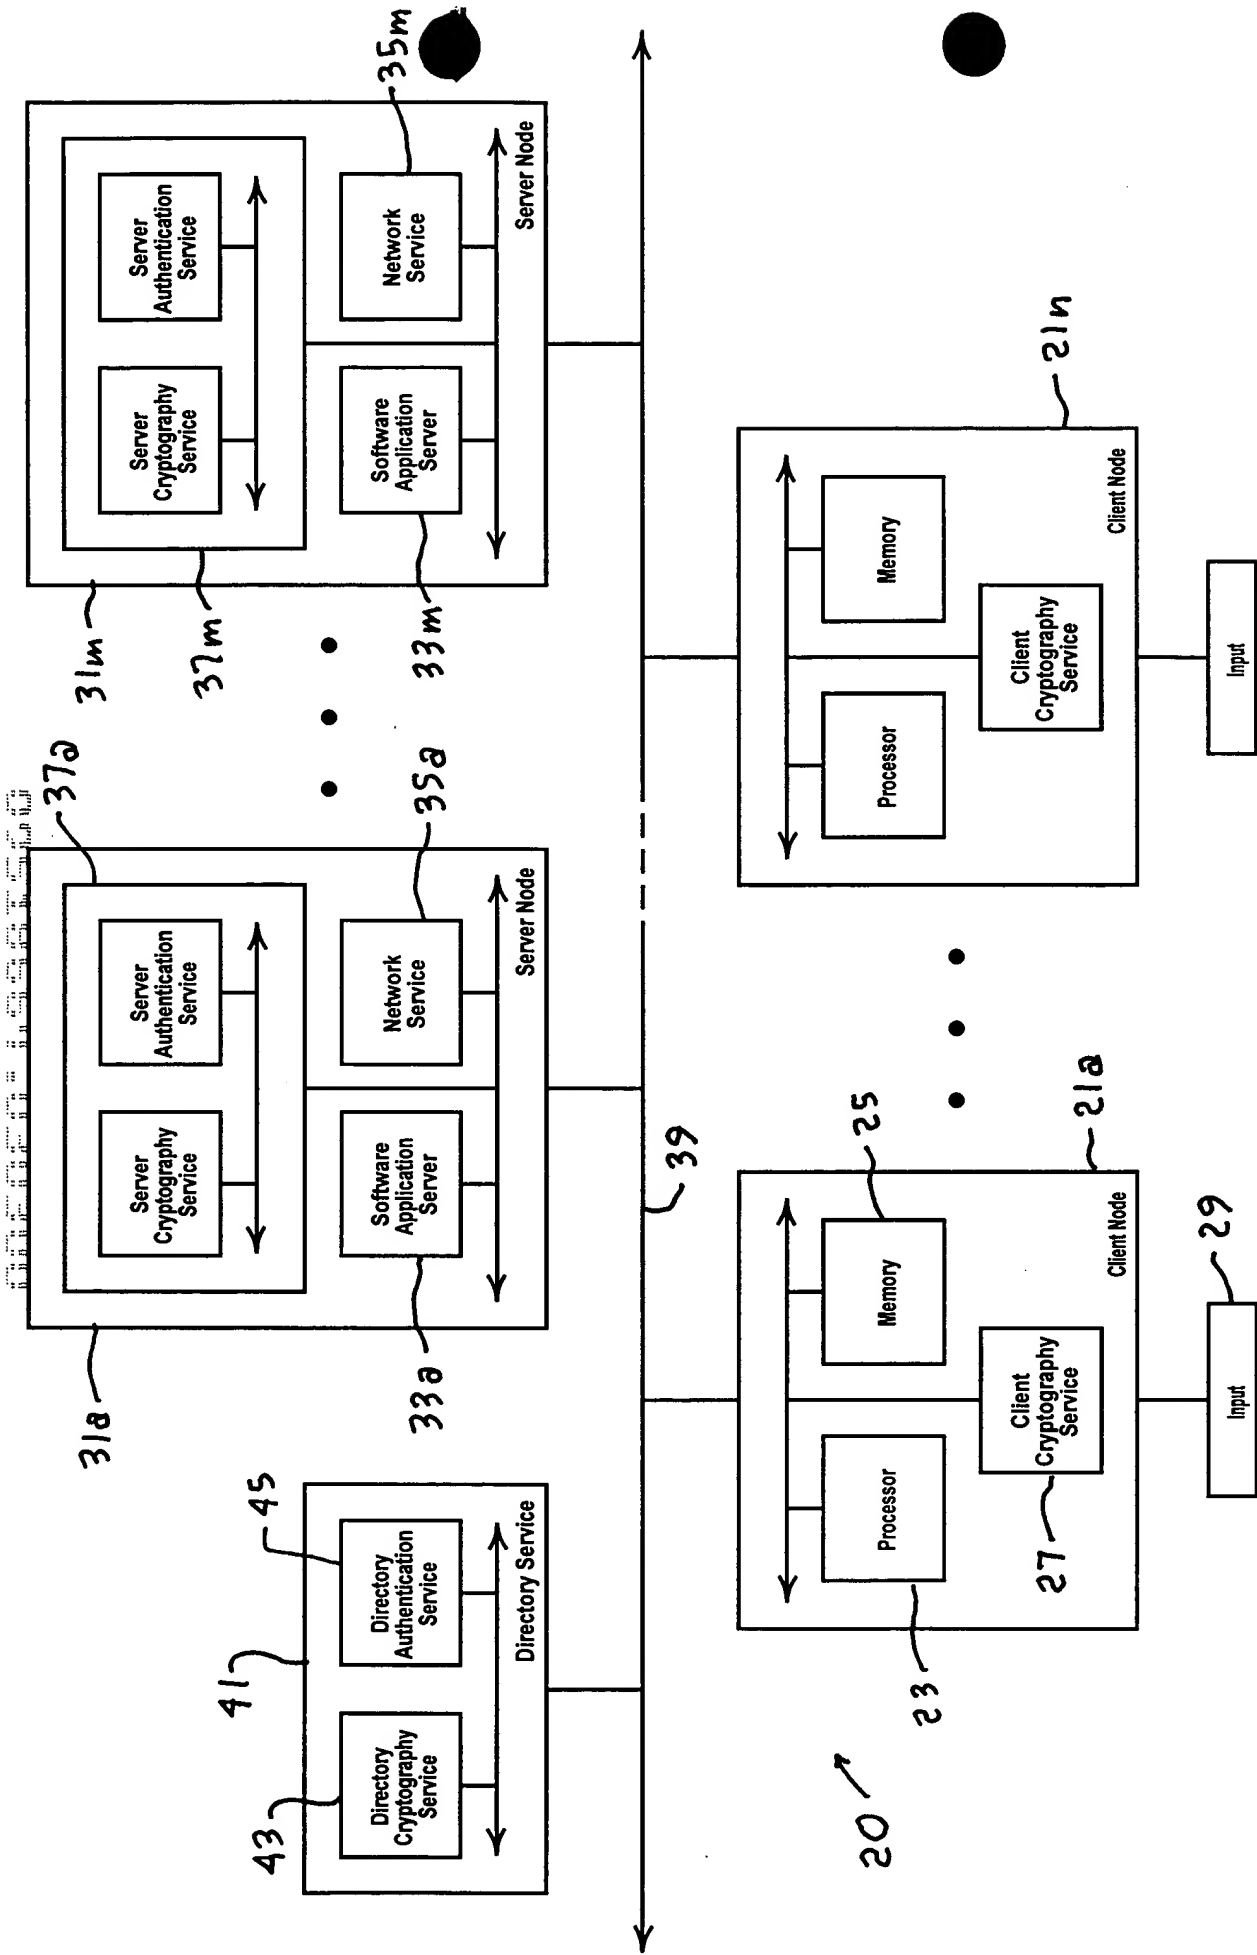 41
43
45
Directory
Cryptography
Service
Directory
Authentication
Service
Directory Service
31a
37a
Server
Cryptography
Service
Server
Authentication
Service
33a
35a
Software
Application
Server
Network
Service
Server Node
31m
37m
Server
Cryptography
Service
Server
Authentication
Service
33m
35m
Software
Application
Server
Network
Service
Server Node
39
20
23
25
Processor
Memory
27
Client
Cryptography
Service
Client Node
21a
Input
29
Processor
Memory
Client
Cryptography
Service
Client Node
21n
Input